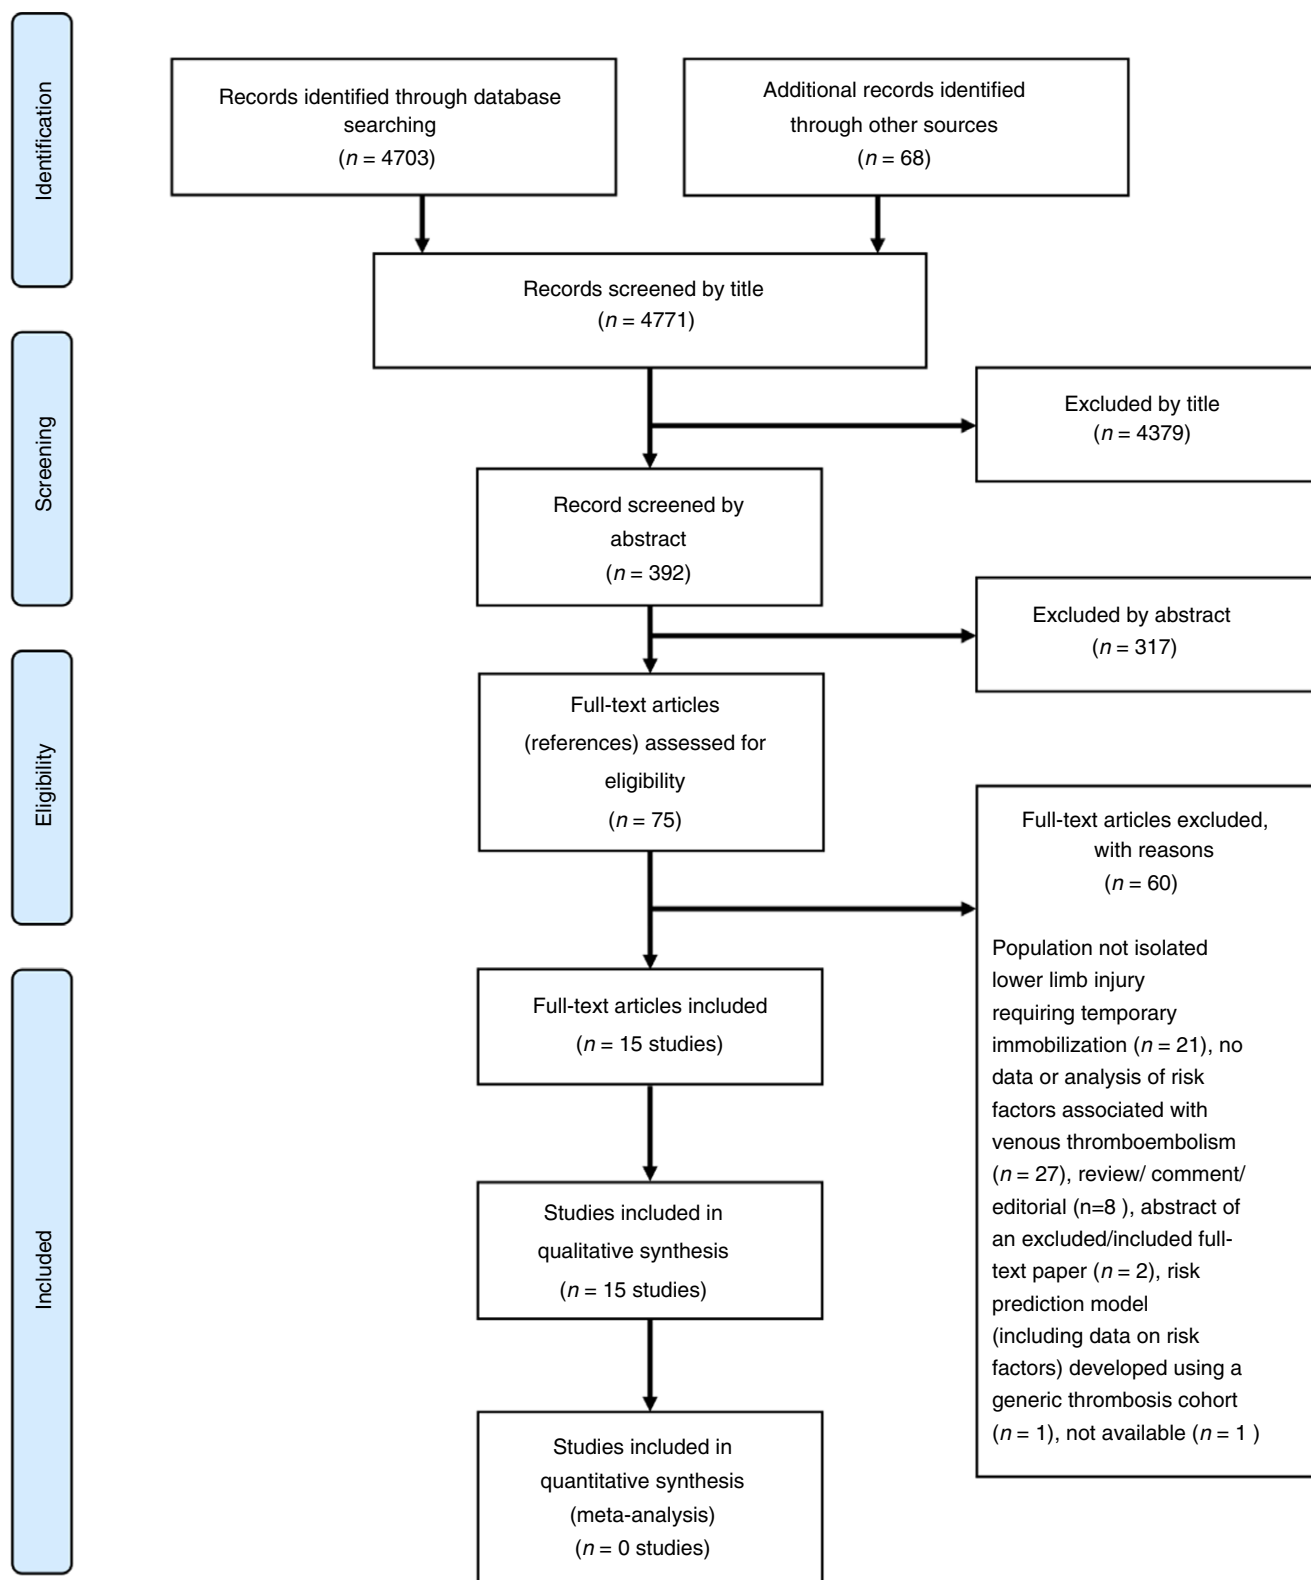 Identification
Records identified through database
searching
(n = 4703)
Additional records identified
through other sources
(n = 68)
Records screened by title
(n = 4771)
Screening
Excluded by title
(n = 4379)
Record screened by
abstract
(n = 392)
Excluded by abstract
(n = 317)
Eligibility
Full-text articles
(references) assessed for
eligibility
(n = 75)
Full-text articles excluded,
with reasons
(n = 60)
Population not isolated
lower limb injury
requiring temporary
immobilization (n = 21), no
data or analysis of risk
factors associated with
venous thromboembolism
(n = 27), review/ comment/
editorial (n=8 ), abstract of
an excluded/included full-
text paper (n = 2), risk
prediction model
(including data on risk
factors) developed using a
generic thrombosis cohort
(n = 1), not available (n = 1 )
Included
Full-text articles included
(n = 15 studies)
Studies included in
qualitative synthesis
(n = 15 studies)
Studies included in
quantitative synthesis
(meta-analysis)
(n = 0 studies)